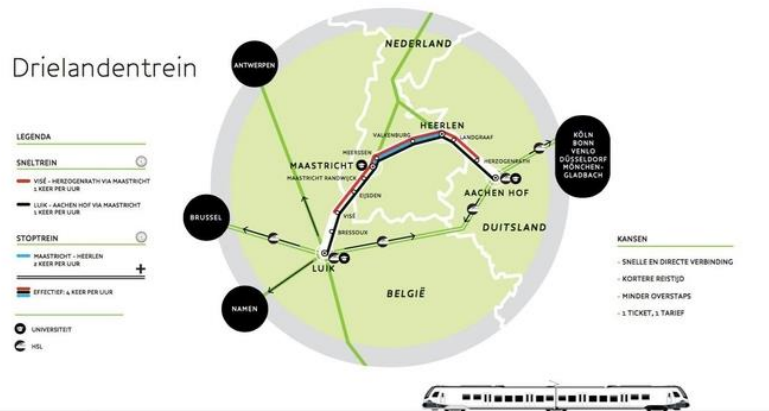 Drielandentrein
LEGENDA
SNELTREIN
VISÉ - HERZOGENRATH VIA MAASTRICHT
1 KEER PER UUR
LUIK - AACHEN HOF VIA MAASTRICHT
1 KEER PER UUR
STOPTREIN
MAASTRICHT - HEERLEN
2 KEER PER UUR
+
EFFECTIEF: 4 KEER PER UUR
UNIVERSITEIT
HSL
NEDERLAND
ANTWERPEN
HEERLEN
VALKENBURG
LANDGRAAF
MEERSSEN
HERZOGENRATH
MAASTRICHT
MAASTRICHT RANDWIJCK
AACHEN HOF
EIJSDEN
VISÉ
BRESSOUX
BRUSSEL
DUITSLAND
LUIK
BELGIË
NAMEN
KÖLN
BONN
VENLO
DÜSSELDORF
MÖNCHEN-
GLADBACH
KANSEN
- SNELLE EN DIRECTE VERBINDING
- KORTERE REISTIJD
- MINDER OVERSTAPS
- 1 TICKET, 1 TARIEF